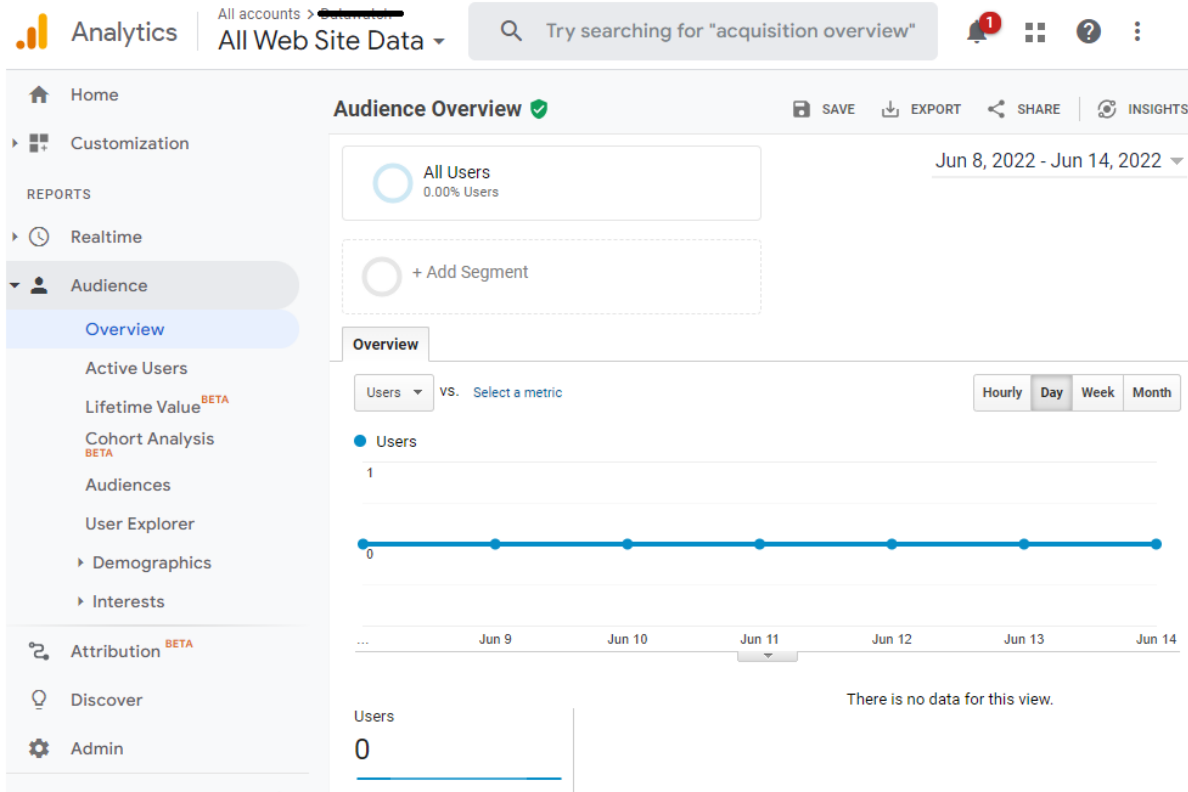 All accounts >
Analytics
All Web Site Data
Try searching for "acquisition overview"
1
?
Home
Customization
REPORTS
Realtime
Audience
Overview
Active Users
Lifetime Value BETA
Cohort Analysis
BETA
Audiences
User Explorer
Demographics
Interests
Attribution BETA
Discover
Admin
Audience Overview
SAVE
EXPORT
SHARE
INSIGHTS
All Users
0.00% Users
Jun 8, 2022 - Jun 14, 2022
+ Add Segment
Overview
Users
VS.
Select a metric
Hourly
Day
Week
Month
Users
1
0
...
Jun 9
Jun 10
Jun 11
Jun 12
Jun 13
Jun 14
There is no data for this view.
Users
0